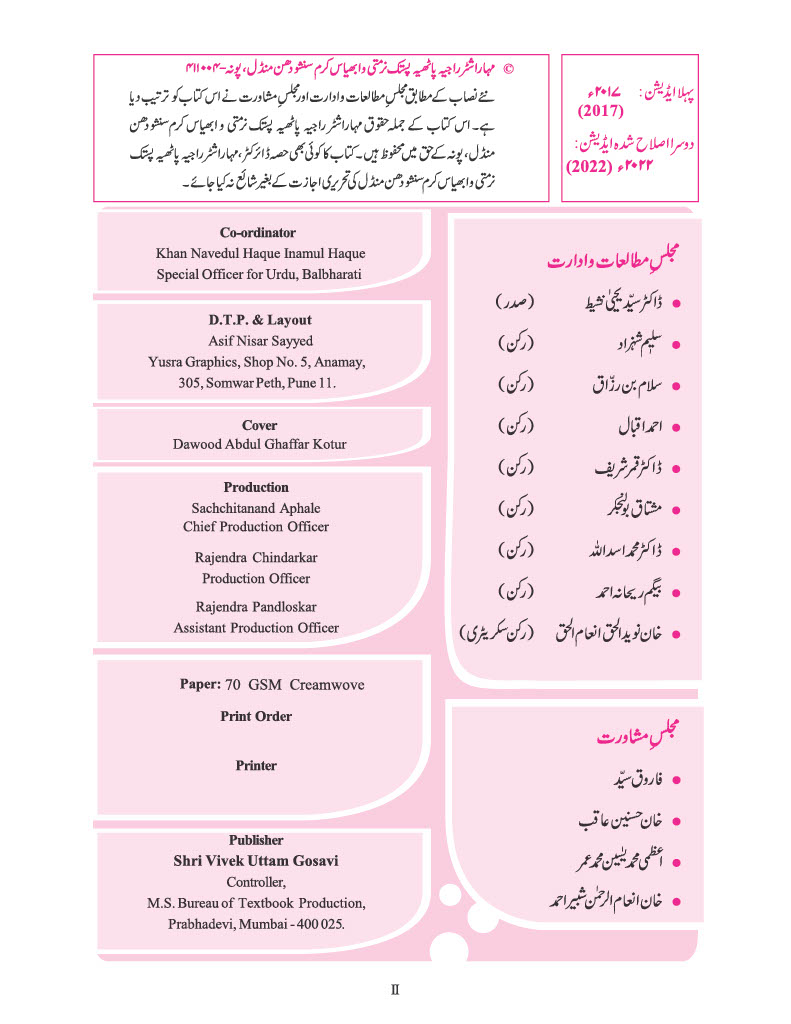 © مہاراشٹر راجیہ پاٹھیہ پستک نرمتی و ابھیاس کرم سنشودھن منڈل، پونہ-۴۱۱۰۰۴
نئے نصاب کے مطابق مجلسِ مطالعات و ادارت اور مجلسِ مشاورت نے اس کتاب کو ترتیب دیا
ہے۔ اس کتاب کے جملہ حقوق مہاراشٹر راجیہ پاٹھیہ پستک نرمتی و ابھیاس کرم سنشودھن
منڈل، پونہ کے حق میں محفوظ ہیں۔ کتاب کا کوئی بھی حصہ ڈائرکٹر، مہاراشٹر راجیہ پاٹھیہ پستک
نرمتی و ابھیاس کرم سنشودھن منڈل کی تحریری اجازت کے بغیر شائع نہ کیا جائے۔
پہلا ایڈیشن: ۲۰۱۷ء
(2017)
دوسرا اصلاح شدہ ایڈیشن:
۲۰۲۲ء (2022)
مجلسِ مطالعات و ادارت
• ڈاکٹر سیّد یحییٰ نشیط (صدر)
• سلیم شہزاد (رکن)
• سلام بن رزّاق (رکن)
• احمد اقبال (رکن)
• ڈاکٹر قمر شریف (رکن)
• مشتاق بولنجکر (رکن)
• ڈاکٹر محمد اسد اللہ (رکن)
• بیگم ریحانہ احمد (رکن)
• خان نوید الحق انعام الحق (رکن سکریٹری)
مجلسِ مشاورت
• فاروق سیّد
• خان حسنین عاقب
• اعظمی محمد یٰسین محمد عمر
• خان انعام الرحمٰن شبیر احمد
Co-ordinator
Khan Navedul Haque Inamul Haque
Special Officer for Urdu, Balbharati
D.T.P. & Layout
Asif Nisar Sayyed
Yusra Graphics, Shop No. 5, Anamay,
305, Somwar Peth, Pune 11.
Cover
Dawood Abdul Ghaffar Kotur
Production
Sachchitanand Aphale
Chief Production Officer
Rajendra Chindarkar
Production Officer
Rajendra Pandloskar
Assistant Production Officer
Paper: 70 GSM Creamwove
Print Order
Printer
Publisher
Shri Vivek Uttam Gosavi
Controller,
M.S. Bureau of Textbook Production,
Prabhadevi, Mumbai - 400 025.
II